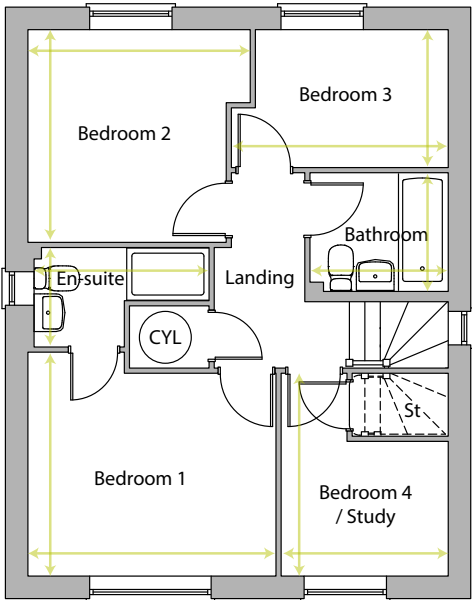 Bedroom 3
Bedroom 2
Bathroom
En-suite
Landing
CYL
St
Bedroom 1
Bedroom 4
/ Study